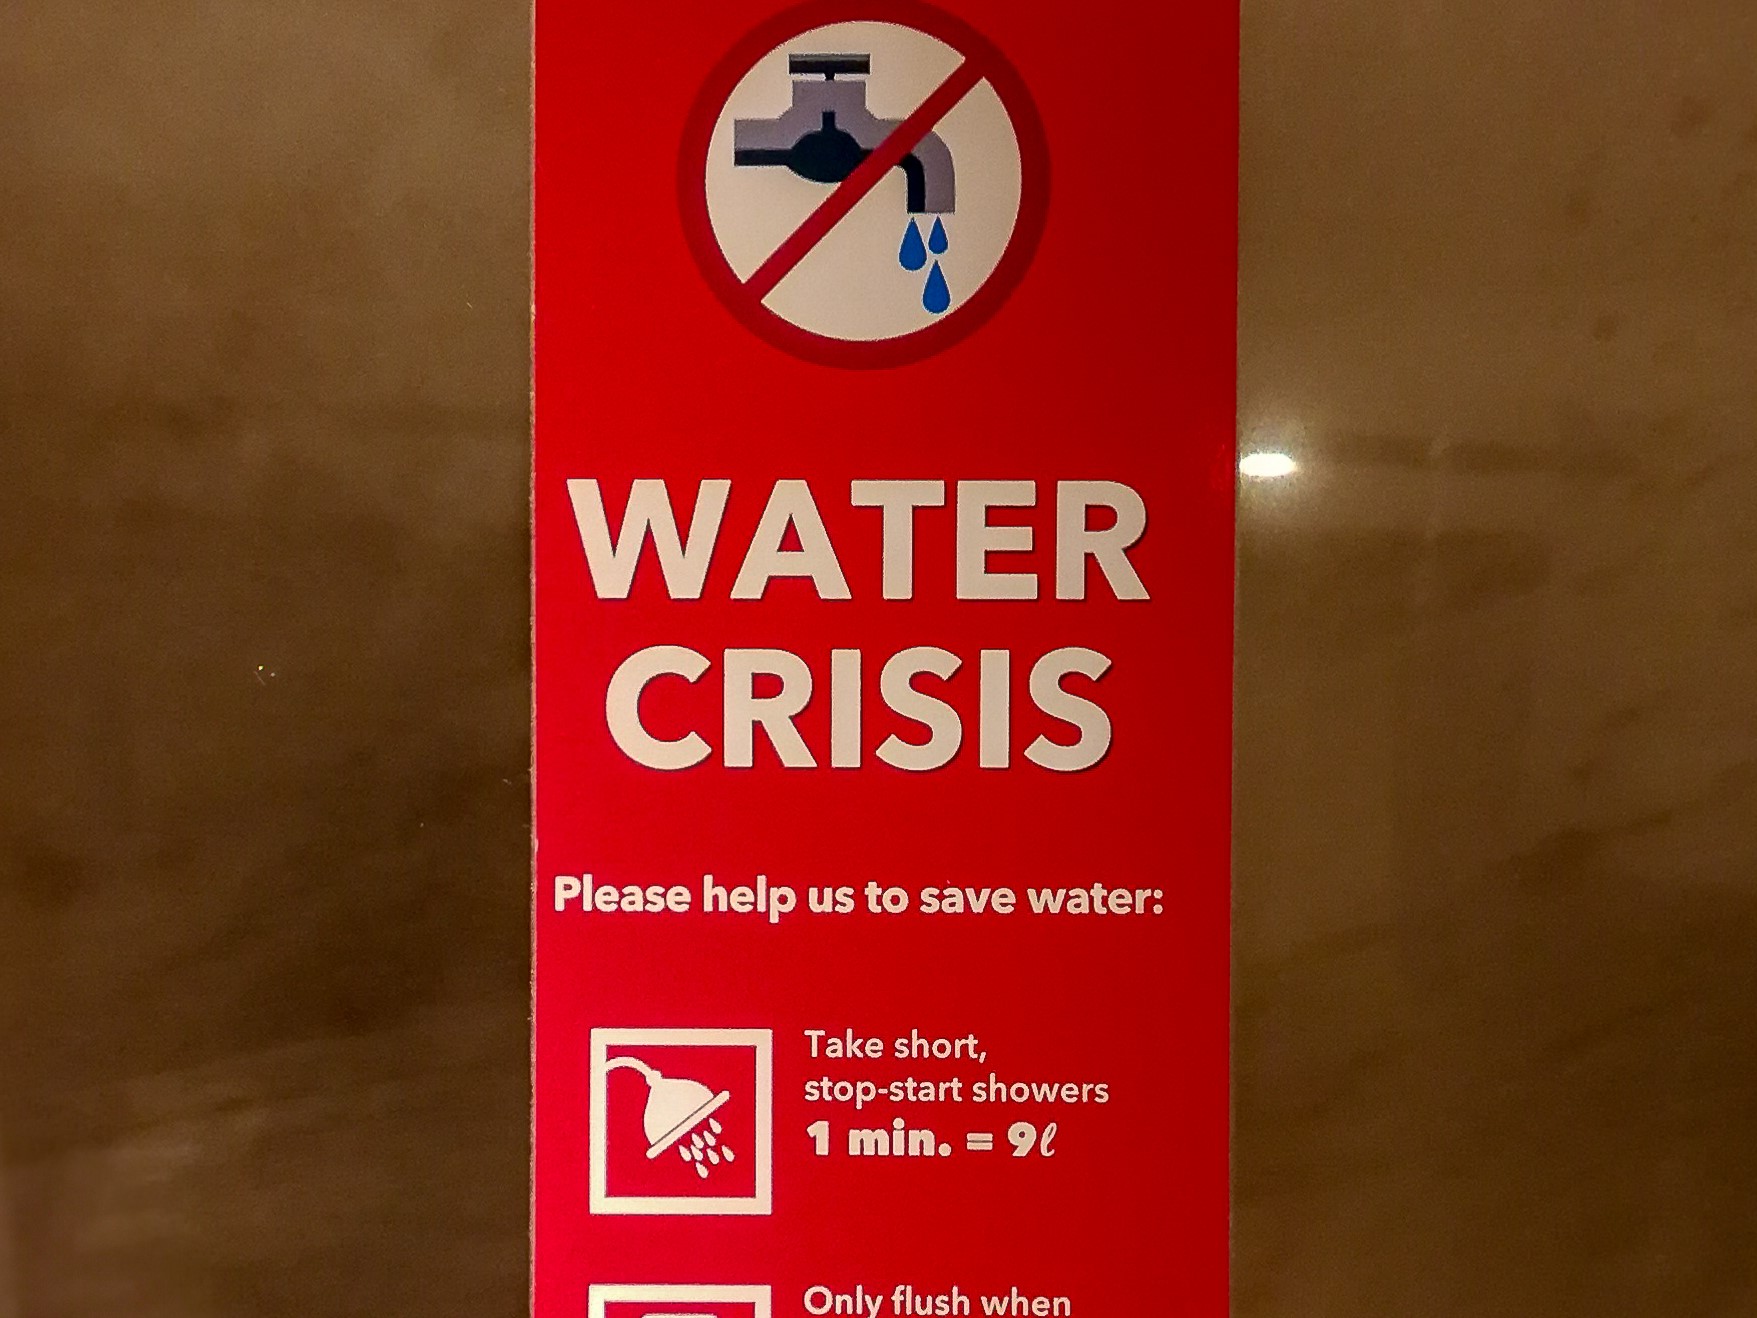 WATER
CRISIS
Please help us to save water:
Take short,
stop-start showers
1 min. = 9ℓ
Only flush when